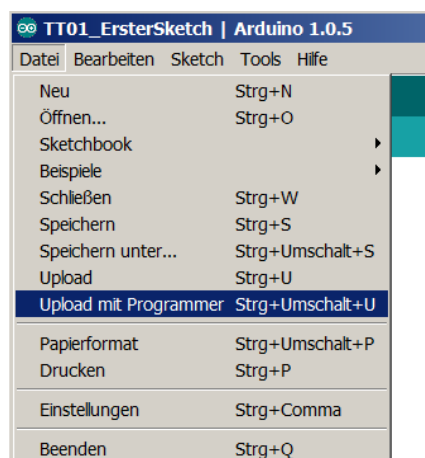 TT01_ErsterSketch | Arduino 1.0.5
Datei Bearbeiten Sketch Tools Hilfe
Neu Strg+N
Öffnen... Strg+O
Sketchbook
Beispiele
Schließen Strg+W
Speichern Strg+S
Speichern unter... Strg+Umschalt+S
Upload Strg+U
Upload mit Programmer Strg+Umschalt+U
Papierformat Strg+Umschalt+P
Drucken Strg+P
Einstellungen Strg+Comma
Beenden Strg+Q